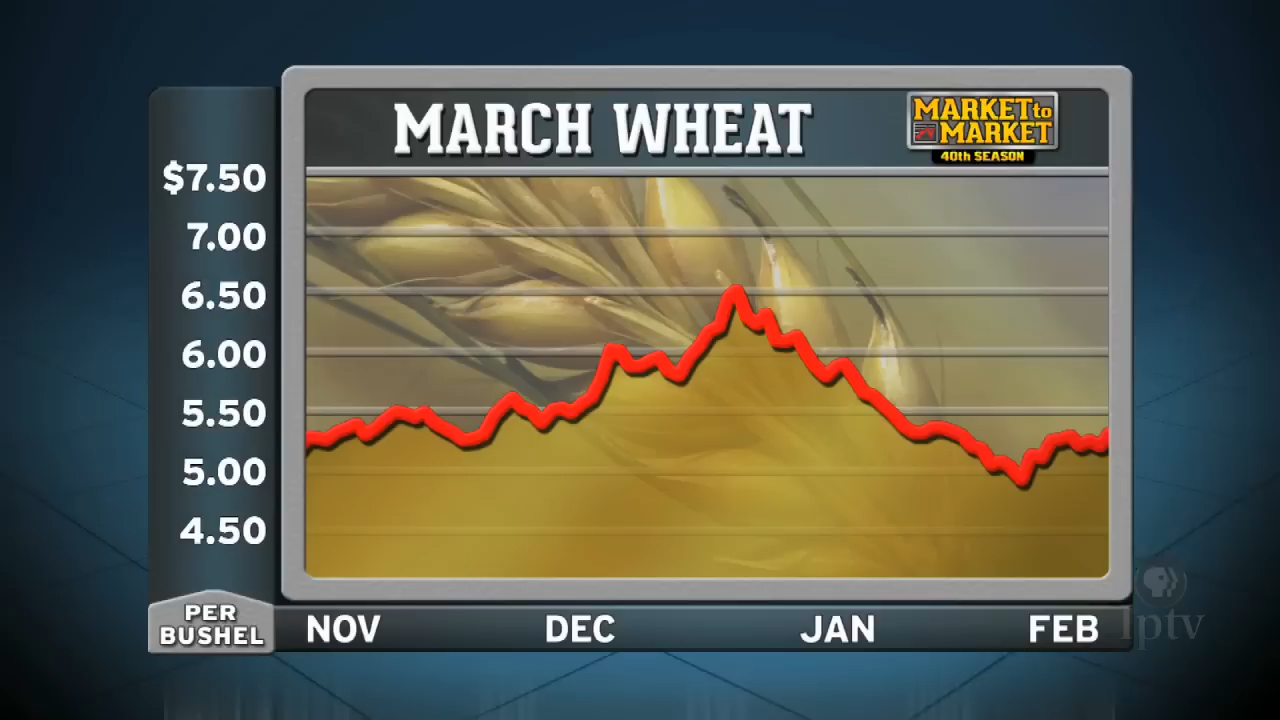 MARCH WHEAT
MARKET to
MARKET
40th SEASON
$7.50
7.00
6.50
6.00
5.50
5.00
4.50
PER
BUSHEL
NOV DEC JAN FEB
iptv